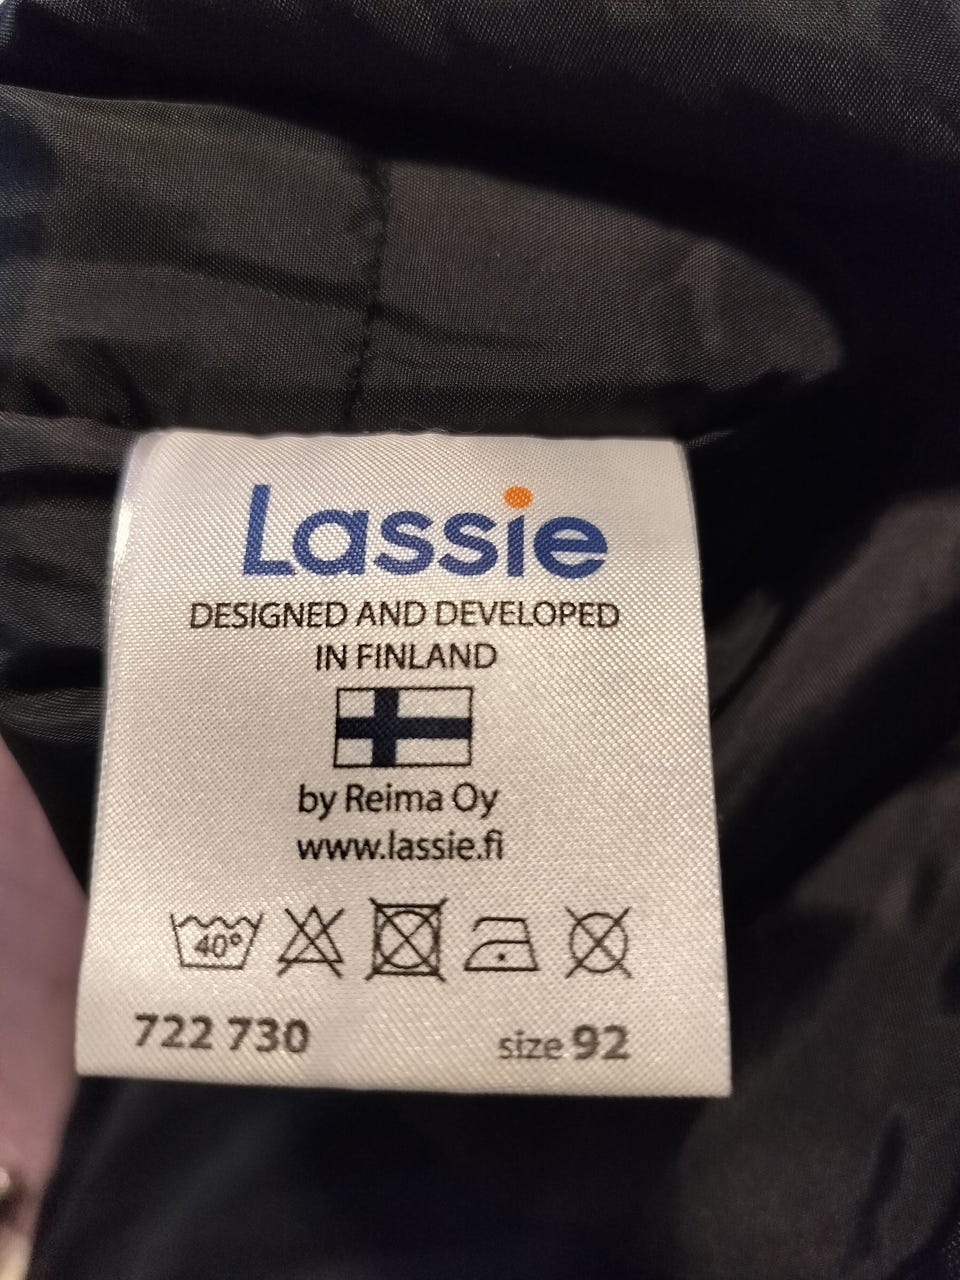 Lassie
DESIGNED AND DEVELOPED
IN FINLAND
by Reima Oy
www.lassie.fi
40°
722 730 size 92